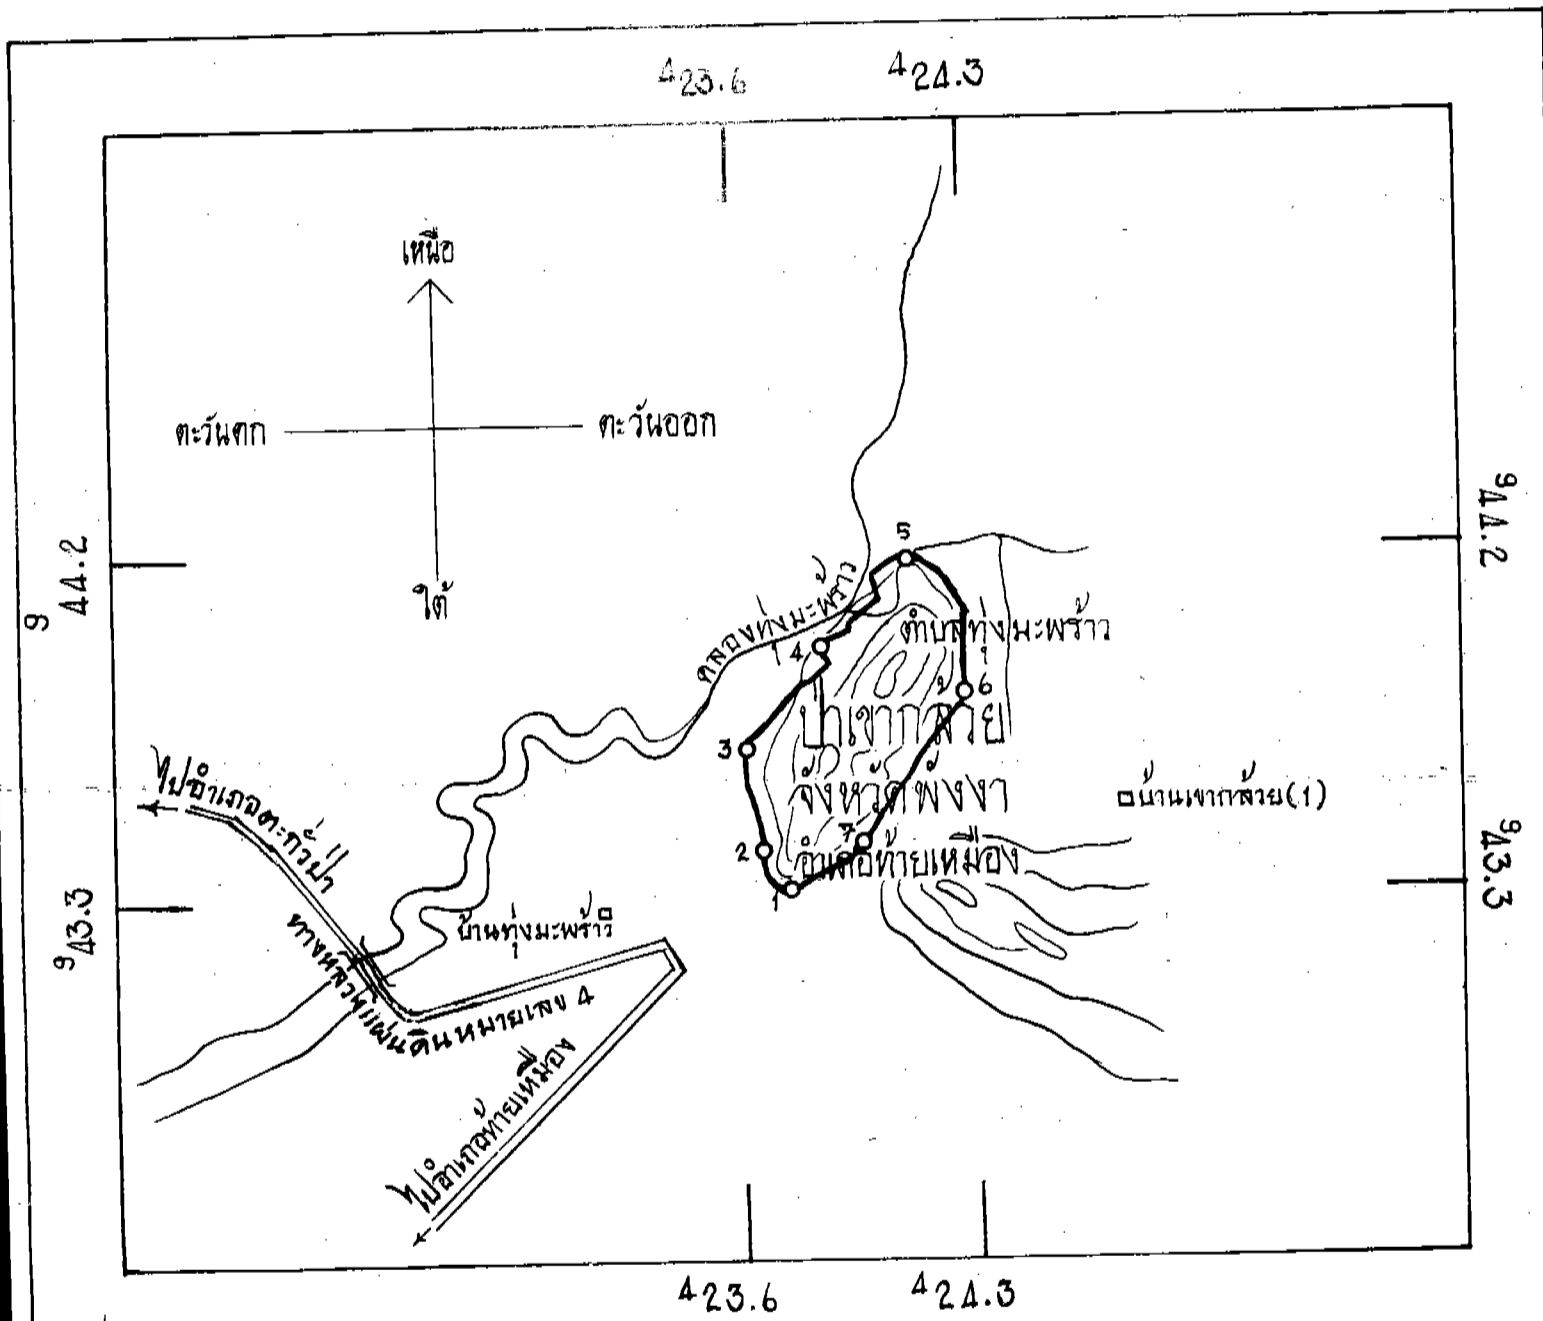 423.6 424.3
เหนือ
ตะวันตก ตะวันออก
ใต้
944.2
944.2
5
คลองทุ่งมะพร้าว
4
ตำบลทุ่งมะพร้าว
6
ป่าเขากล้วย
3
จังหวัดพังงา
บ้านเขากล้วย(1)
ไปอำเภอตะกั่วป่า
7
2
อำเภอท้ายเหมือง
1
943.3
943.3
บ้านทุ่งมะพร้าว
ทางหลวงแผ่นดินหมายเลข 4
ไปอำเภอท้ายเหมือง
423.6 424.3